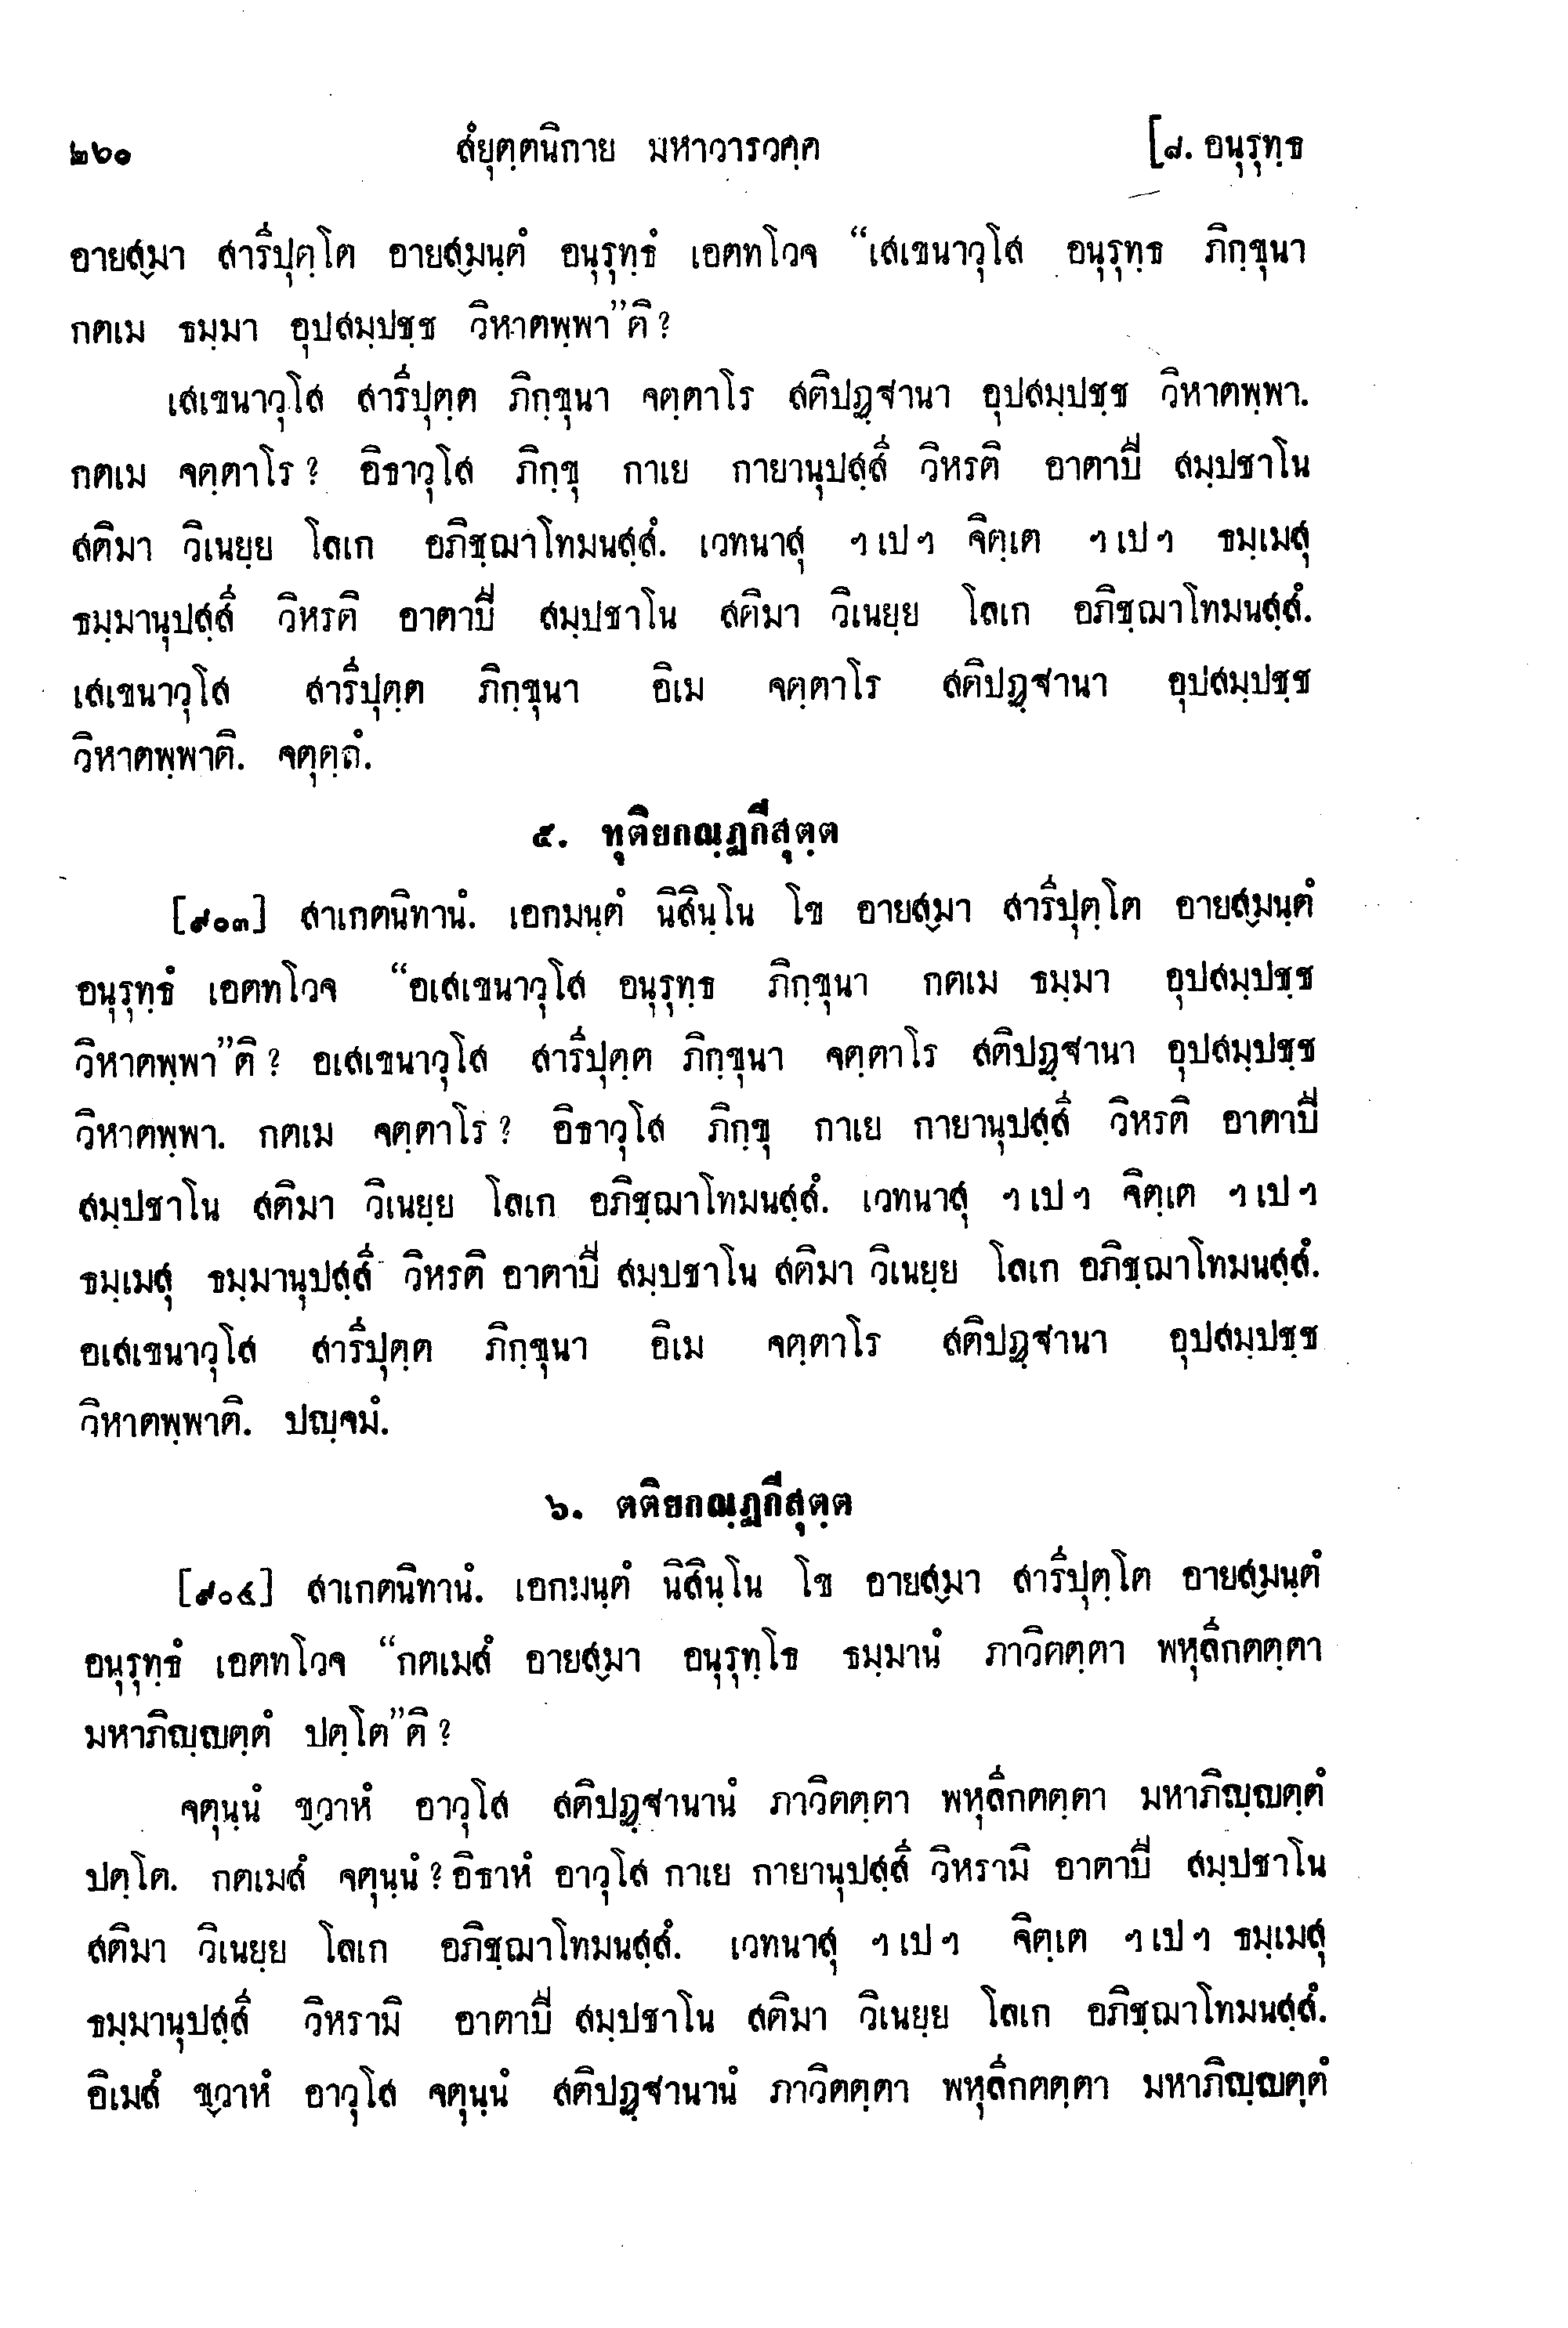 ๒๖๐ สํยุตฺตนิกาย มหาวารวคฺค [๘. อนุรุทฺธ
อายสฺมา สารีปุตฺโต อายสฺมนฺตํ อนุรุทฺธํ เอตทโวจ “เสเขนาวุโส อนุรุทฺธ ภิกฺขุนา
กตเม ธมฺมา อุปสมฺปชฺช วิหาตพฺพา”ติ?
เสเขนาวุโส สารีปุตฺต ภิกฺขุนา จตฺตาโร สติปฏฺฐานา อุปสมฺปชฺช วิหาตพฺพา.
กตเม จตฺตาโร? อิธาวุโส ภิกฺขุ กาเย กายานุปสฺสี วิหรติ อาตาปี สมฺปชาโน
สติมา วิเนยฺย โลเก อภิชฺฌาโทมนสฺสํ. เวทนาสุ ฯเปฯ จิตฺเต ฯเปฯ ธมฺเมสุ
ธมฺมานุปสฺสี วิหรติ อาตาปี สมฺปชาโน สติมา วิเนยฺย โลเก อภิชฺฌาโทมนสฺสํ.
เสเขนาวุโส สารีปุตฺต ภิกฺขุนา อิเม จตฺตาโร สติปฏฺฐานา อุปสมฺปชฺช
วิหาตพฺพาติ. จตุตฺถํ.
๕. ทุติยกณฺฏกีสุตฺต
[๙๐๓] สาเกตนิทานํ. เอกมนฺตํ นิสินฺโน โข อายสฺมา สารีปุตฺโต อายสฺมนฺตํ
อนุรุทฺธํ เอตทโวจ “อเสเขนาวุโส อนุรุทฺธ ภิกฺขุนา กตเม ธมฺมา อุปสมฺปชฺช
วิหาตพฺพา”ติ? อเสเขนาวุโส สารีปุตฺต ภิกฺขุนา จตฺตาโร สติปฏฺฐานา อุปสมฺปชฺช
วิหาตพฺพา. กตเม จตฺตาโร? อิธาวุโส ภิกฺขุ กาเย กายานุปสฺสี วิหรติ อาตาปี
สมฺปชาโน สติมา วิเนยฺย โลเก อภิชฺฌาโทมนสฺสํ. เวทนาสุ ฯเปฯ จิตฺเต ฯเปฯ
ธมฺเมสุ ธมฺมานุปสฺสี วิหรติ อาตาปี สมฺปชาโน สติมา วิเนยฺย โลเก อภิชฺฌาโทมนสฺสํ.
อเสเขนาวุโส สารีปุตฺต ภิกฺขุนา อิเม จตฺตาโร สติปฏฺฐานา อุปสมฺปชฺช
วิหาตพฺพาติ. ปญฺจมํ.
๖. ตติยกณฺฏกีสุตฺต
[๙๐๔] สาเกตนิทานํ. เอกมนฺตํ นิสินฺโน โข อายสฺมา สารีปุตฺโต อายสฺมนฺตํ
อนุรุทฺธํ เอตทโวจ “กตเมสํ อายสฺมา อนุรุทฺโธ ธมฺมานํ ภาวิตตฺตา พหุลีกตตฺตา
มหาภิญฺญตฺตํ ปตฺโต”ติ?
จตุนฺนํ ขฺวาหํ อาวุโส สติปฏฺฐานานํ ภาวิตตฺตา พหุลีกตตฺตา มหาภิญฺญตฺตํ
ปตฺโต. กตเมสํ จตุนฺนํ? อิธาหํ อาวุโส กาเย กายานุปสฺสี วิหรามิ อาตาปี สมฺปชาโน
สติมา วิเนยฺย โลเก อภิชฺฌาโทมนสฺสํ. เวทนาสุ ฯเปฯ จิตฺเต ฯเปฯ ธมฺเมสุ
ธมฺมานุปสฺสี วิหรามิ อาตาปี สมฺปชาโน สติมา วิเนยฺย โลเก อภิชฺฌาโทมนสฺสํ.
อิเมสํ ขฺวาหํ อาวุโส จตุนฺนํ สติปฏฺฐานานํ ภาวิตตฺตา พหุลีกตตฺตา มหาภิญฺญตฺตํ